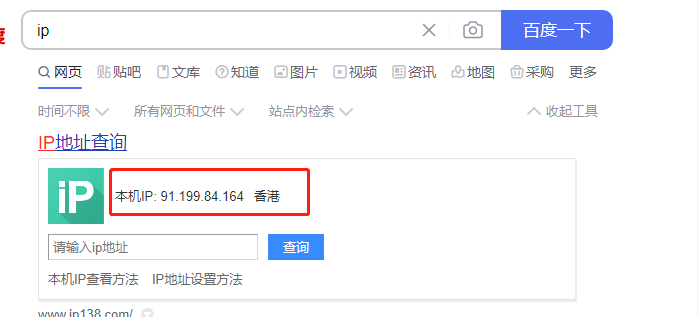 ip 百度一下
网页 贴吧 文库 知道 图片 视频 资讯 地图 采购 更多
时间不限 所有网页和文件 站点内检索 收起工具
IP地址查询
iP 本机IP: 91.199.84.164 香港
请输入ip地址 查询
本机IP查看方法 IP地址设置方法
www.ip138.com/